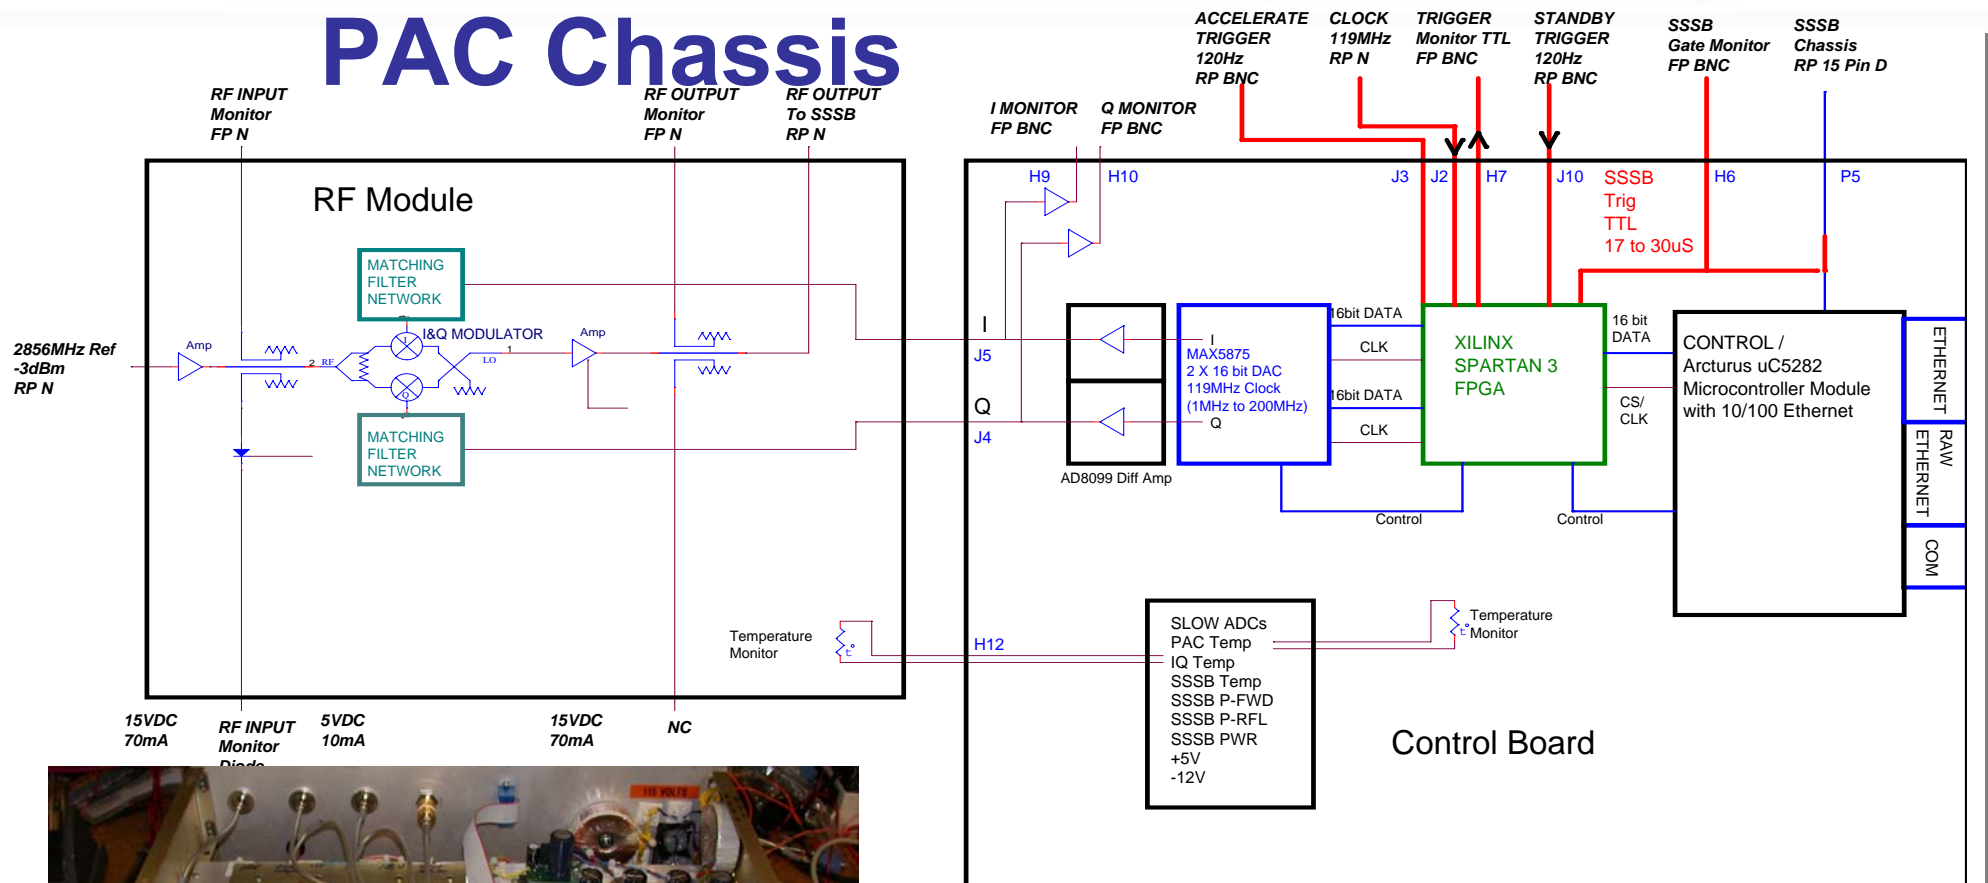 PAC Chassis
ACCELERATE
TRIGGER
120Hz
RP BNC
CLOCK
119MHz
RP N
TRIGGER
Monitor TTL
FP BNC
STANDBY
TRIGGER
120Hz
RP BNC
SSSB
Gate Monitor
FP BNC
SSSB
Chassis
RP 15 Pin D
RF INPUT
Monitor
FP N
RF OUTPUT
Monitor
FP N
RF OUTPUT
To SSSB
RP N
I MONITOR
FP BNC
Q MONITOR
FP BNC
RF Module
H9
H10
J3
J2
H7
J10
SSSB
Trig
TTL
17 to 30uS
H6
P5
MATCHING
FILTER
NETWORK
2856MHz Ref
-3dBm
RP N
Amp
2
RF
I
I&Q MODULATOR
1
LO
Q
Amp
MATCHING
FILTER
NETWORK
I
J5
Q
J4
AD8099 Diff Amp
I
MAX5875
2 X 16 bit DAC
119MHz Clock
(1MHz to 200MHz)
Q
16bit DATA
CLK
16bit DATA
CLK
XILINX
SPARTAN 3
FPGA
16 bit
DATA
CS/
CLK
CONTROL /
Arcturus uC5282
Microcontroller Module
with 10/100 Ethernet
ETHERNET
RAW
ETHERNET
COM
Control
Control
Temperature
Monitor
t°
H12
SLOW ADCs
PAC Temp
IQ Temp
SSSB Temp
SSSB P-FWD
SSSB P-RFL
SSSB PWR
+5V
-12V
t°
Temperature
Monitor
Control Board
15VDC
70mA
RF INPUT
Monitor
Diode
5VDC
10mA
15VDC
70mA
NC
115 VOLTS